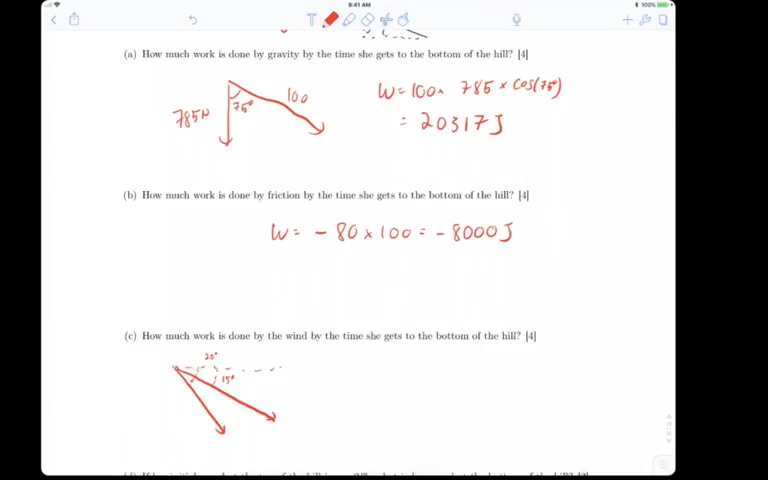 9:41 AM
100%
T
(a) How much work is done by gravity by the time she gets to the bottom of the hill? [4]
785N
75°
100
W = 100 × 785 × cos(75°)
= 20317 J
(b) How much work is done by friction by the time she gets to the bottom of the hill? [4]
W = - 80 × 100 = - 8000 J
(c) How much work is done by the wind by the time she gets to the bottom of the hill? [4]
20°
15°